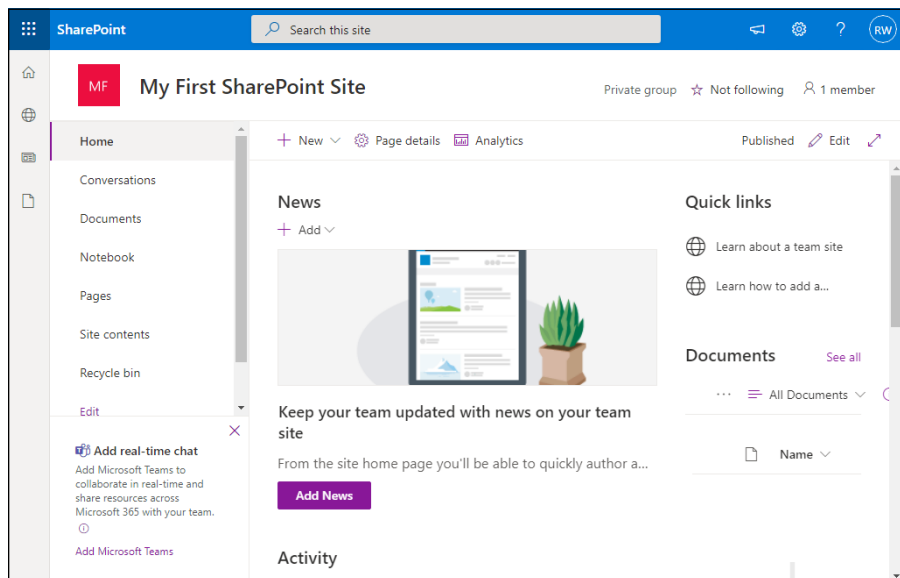 SharePoint
Search this site
?
RW
MF
My First SharePoint Site
Private group
Not following
1 member
Home
Conversations
Documents
Notebook
Pages
Site contents
Recycle bin
Edit
Add real-time chat
Add Microsoft Teams to
collaborate in real-time and
share resources across
Microsoft 365 with your team.
Add Microsoft Teams
New
Page details
Analytics
Published
Edit
News
Add
Keep your team updated with news on your team
site
From the site home page you'll be able to quickly author a...
Add News
Activity
Quick links
Learn about a team site
Learn how to add a...
Documents
See all
... All Documents
Name